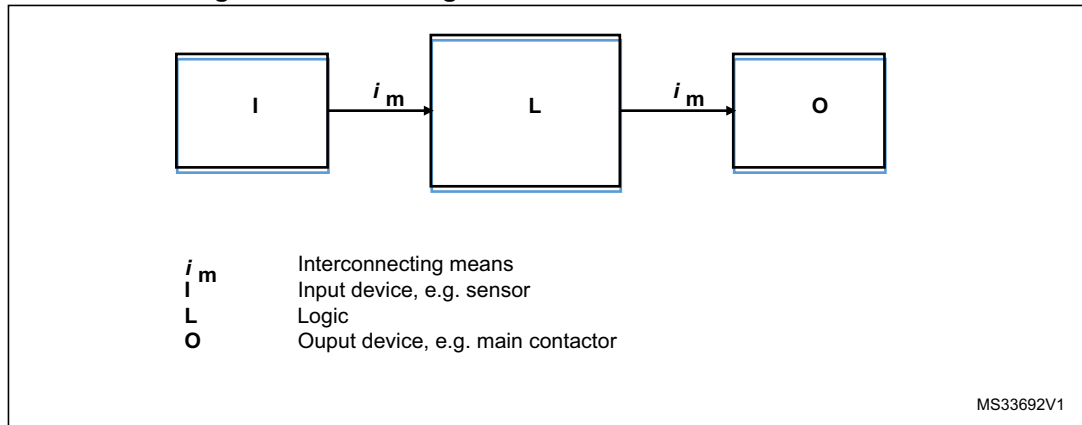 I
i m
L
i m
O
i m Interconnecting means
I Input device, e.g. sensor
L Logic
O Ouput device, e.g. main contactor
MS33692V1